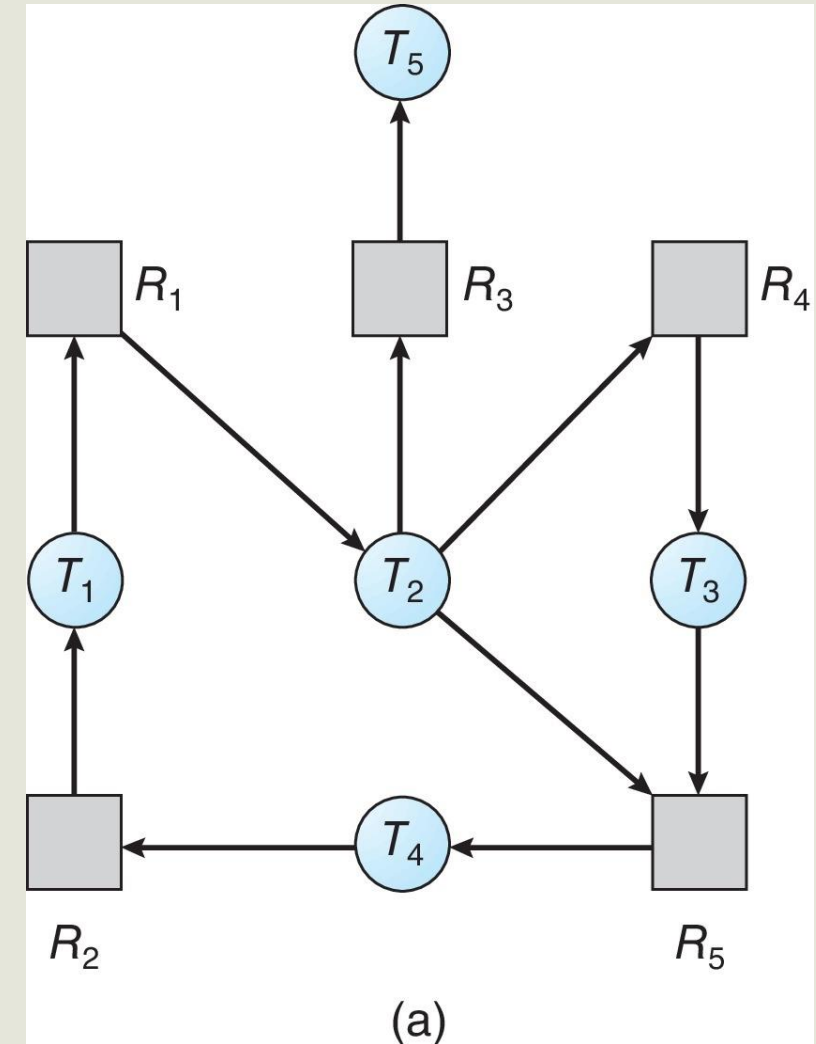 T₅
R₁ R₃ R₄
T₁ T₂ T₃
T₄
R₂ R₅
(a)